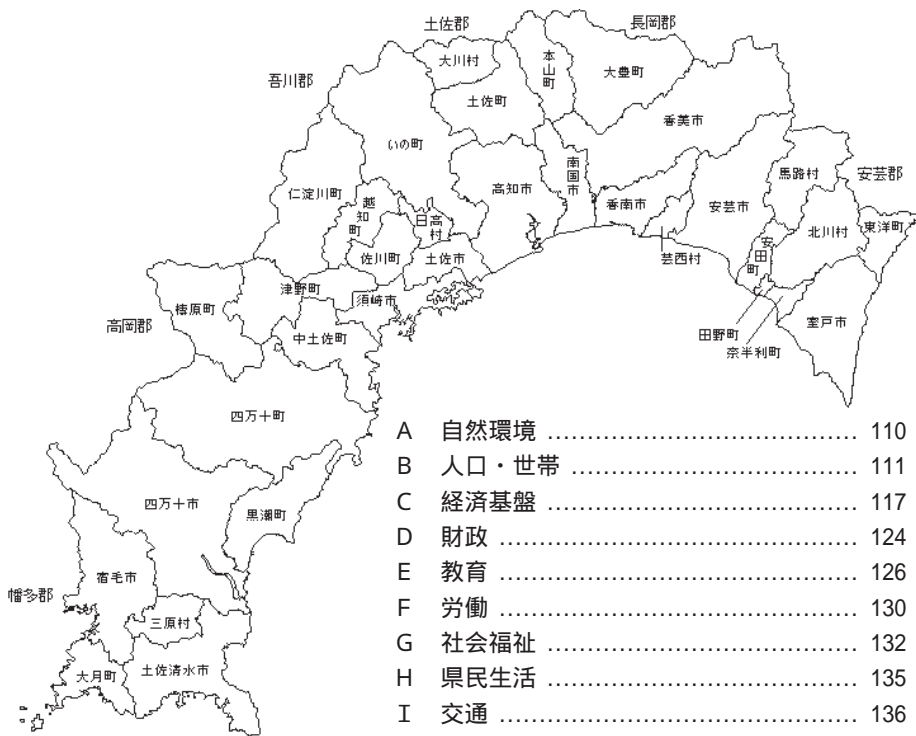 土佐郡
長岡郡
大川村
本山町
大豊町
吾川郡
土佐町
香美市
いの町
南国市
馬路村
安芸郡
高知市
仁淀川町
越知町
日高村
香南市
安芸市
北川村
東洋町
佐川町
土佐市
芸西村
安田町
津野町
須崎市
檮原町
田野町
奈半利町
室戸市
高岡郡
中土佐町
四万十町
四万十市
黒潮町
宿毛市
幡多郡
三原村
大月町
土佐清水市
A 自然環境 ....................................... 110
B 人口・世帯 .................................... 111
C 経済基盤 ....................................... 117
D 財政 ............................................. 124
E 教育 ............................................. 126
F 労働 ............................................. 130
G 社会福祉 ....................................... 132
H 県民生活 ....................................... 135
I 交通 ............................................. 136